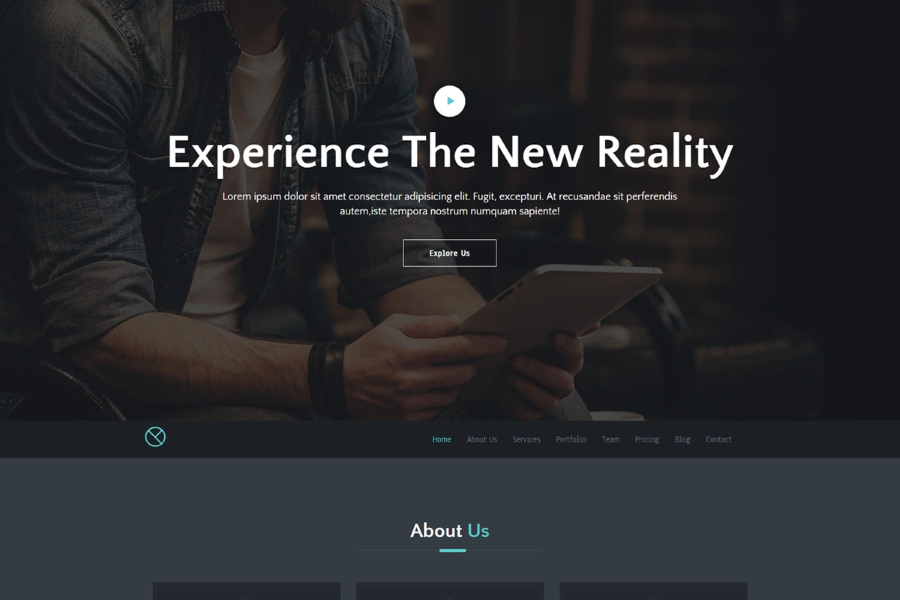 Experience The New Reality
Lorem ipsum dolor sit amet consectetur adipisicing elit. Fugit, excepturi. At recusandae sit perferendis
autem,iste tempora nostrum numquam sapiente!
Explore Us
Home About Us Services Portfolio Team Pricing Blog Contact
About Us